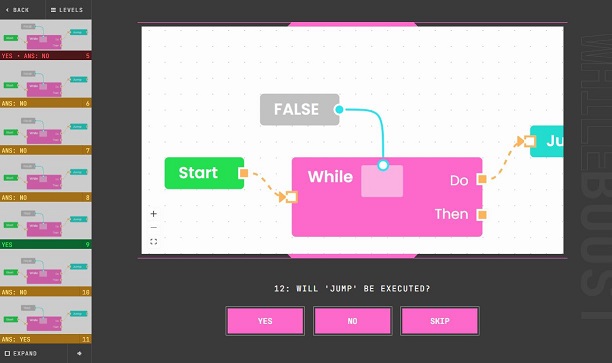 BACK
LEVELS
YES • ANS: NO 5
ANS: NO 6
ANS: NO 7
ANS: NO 8
YES 9
ANS: NO 10
ANS: YES 11
EXPAND
FALSE
Start
While
Do
Then
Ju
12: WILL 'JUMP' BE EXECUTED?
YES
NO
SKIP
WHILEBOOST